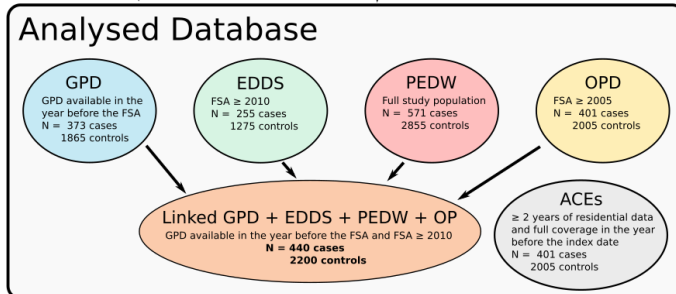 Analysed Database
GPD
GPD available in the
year before the FSA
N = 373 cases
1865 controls
EDDS
FSA ≥ 2010
N = 255 cases
1275 controls
PEDW
Full study population
N = 571 cases
2855 controls
OPD
FSA ≥ 2005
N = 401 cases
2005 controls
Linked GPD + EDDS + PEDW + OP
GPD available in the year before the FSA and FSA ≥ 2010
N = 440 cases
2200 controls
ACEs
≥ 2 years of residential data
and full coverage in the year
before the index date
N = 401 cases
2005 controls